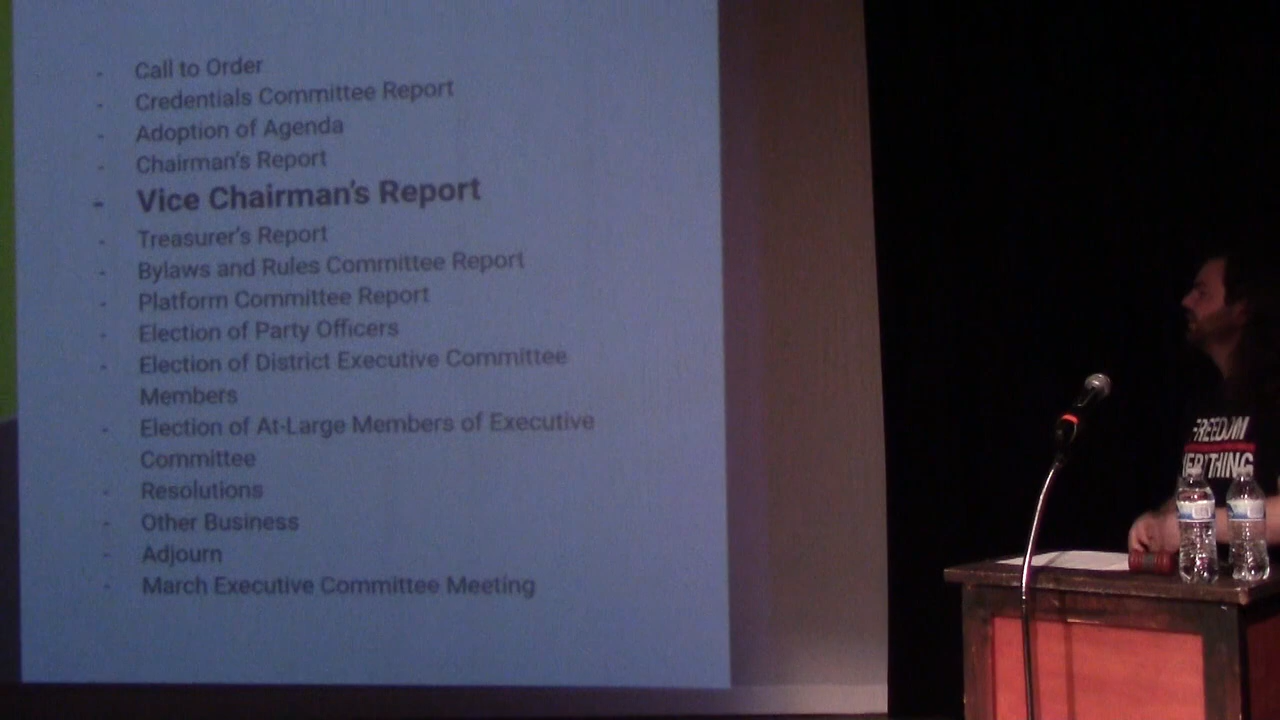 - Call to Order
- Credentials Committee Report
- Adoption of Agenda
- Chairman's Report
- Vice Chairman's Report
- Treasurer's Report
- Bylaws and Rules Committee Report
- Platform Committee Report
- Election of Party Officers
- Election of District Executive Committee
Members
- Election of At-Large Members of Executive
Committee
- Resolutions
- Other Business
- Adjourn
- March Executive Committee Meeting
FREEDOM